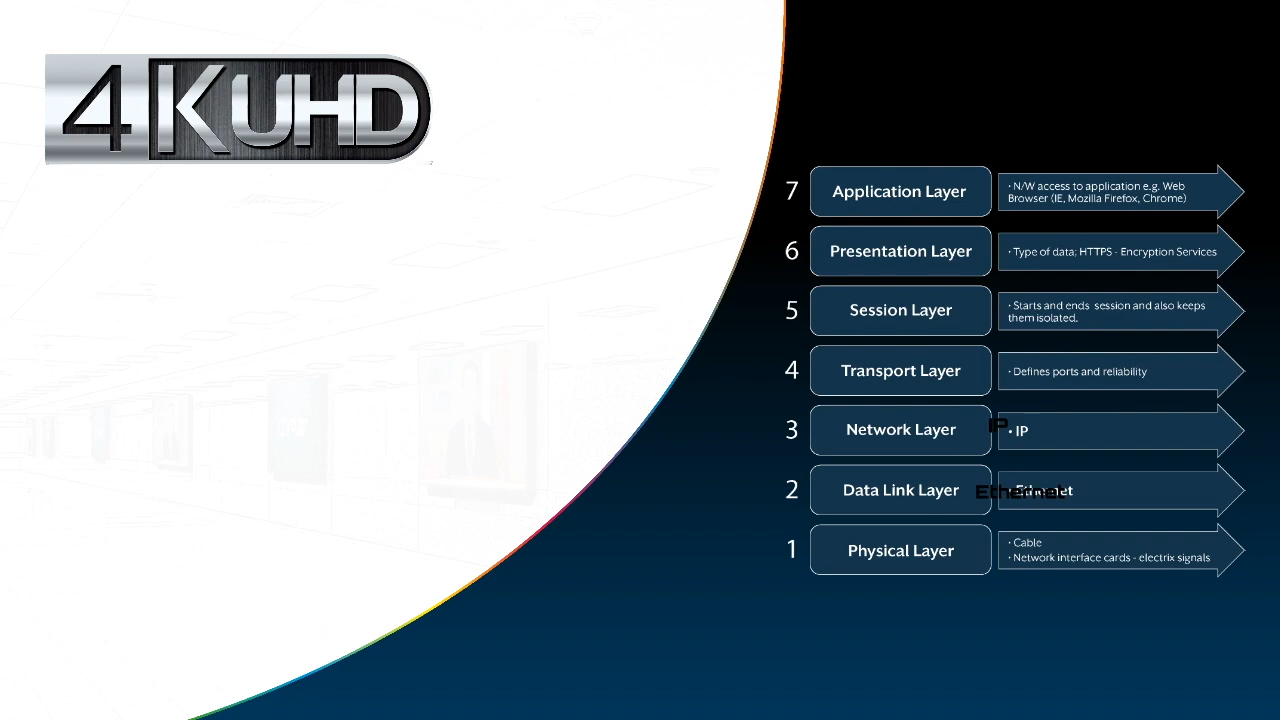 4KUHD
7 Application Layer
· N/W access to application e.g. Web
Browser (IE, Mozilla Firefox, Chrome)
6 Presentation Layer
· Type of data; HTTPS - Encryption Services
5 Session Layer
· Starts and ends session and also keeps
them isolated.
4 Transport Layer
· Defines ports and reliability
3 Network Layer
IP
· IP
2 Data Link Layer
Ethernet
· Ethernet
1 Physical Layer
· Cable
· Network interface cards - electrix signals